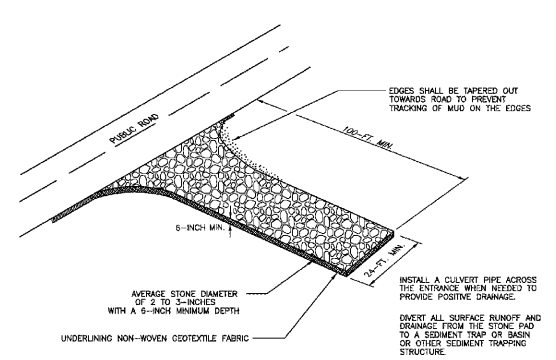 EDGES SHALL BE TAPERED OUT
TOWARDS ROAD TO PREVENT
TRACKING OF MUD ON THE EDGES
PUBLIC ROAD
100-FT. MIN.
6-INCH MIN.
24-FT. MIN.
AVERAGE STONE DIAMETER
OF 2 TO 3-INCHES
WITH A 6-INCH MINIMUM DEPTH
UNDERLINING NON-WOVEN GEOTEXTILE FABRIC
INSTALL A CULVERT PIPE ACROSS
THE ENTRANCE WHEN NEEDED TO
PROVIDE POSITIVE DRAINAGE.
DIVERT ALL SURFACE RUNOFF AND
DRAINAGE FROM THE STONE PAD
TO A SEDIMENT TRAP OR BASIN
OR OTHER SEDIMENT TRAPPING
STRUCTURE.